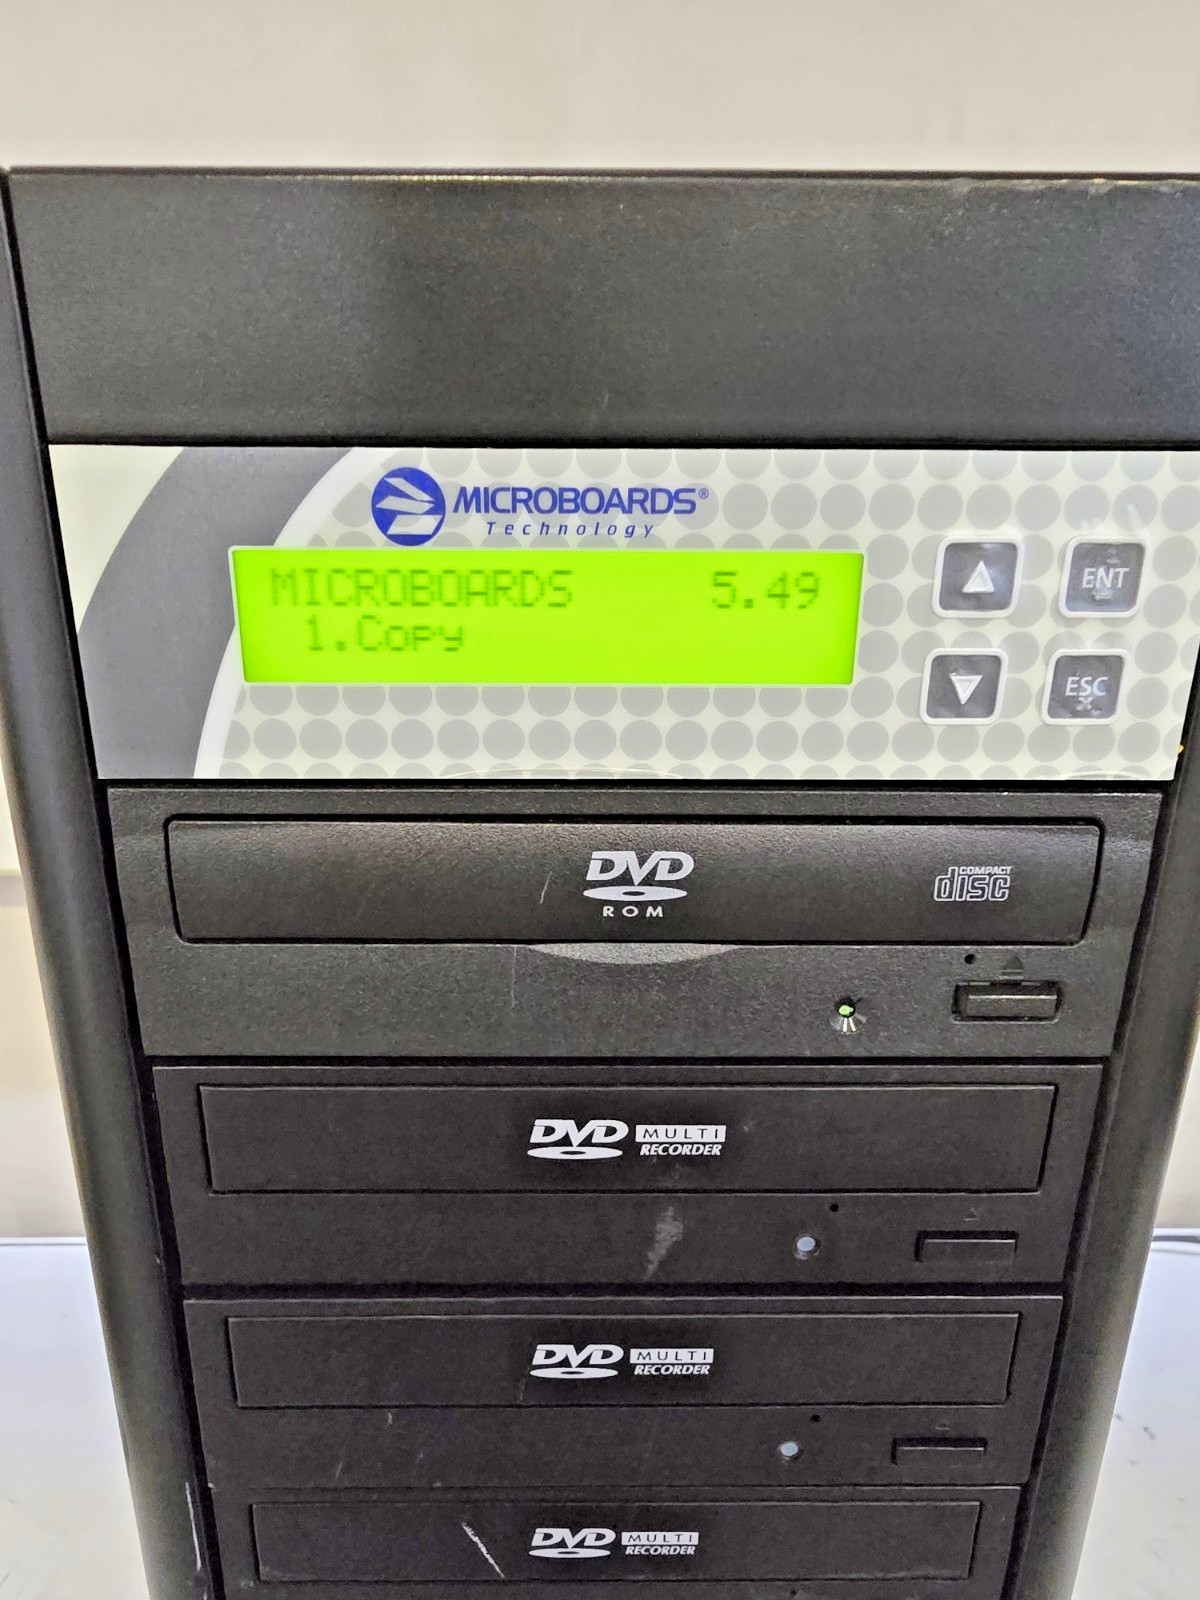 MICROBOARDS®
Technology
MICROBOARDS 5.49
1.Copy
ENT
ESC
DVD
ROM
COMPACT
disc
DVD MULTI
RECORDER
DVD MULTI
RECORDER
DVD MULTI
RECORDER